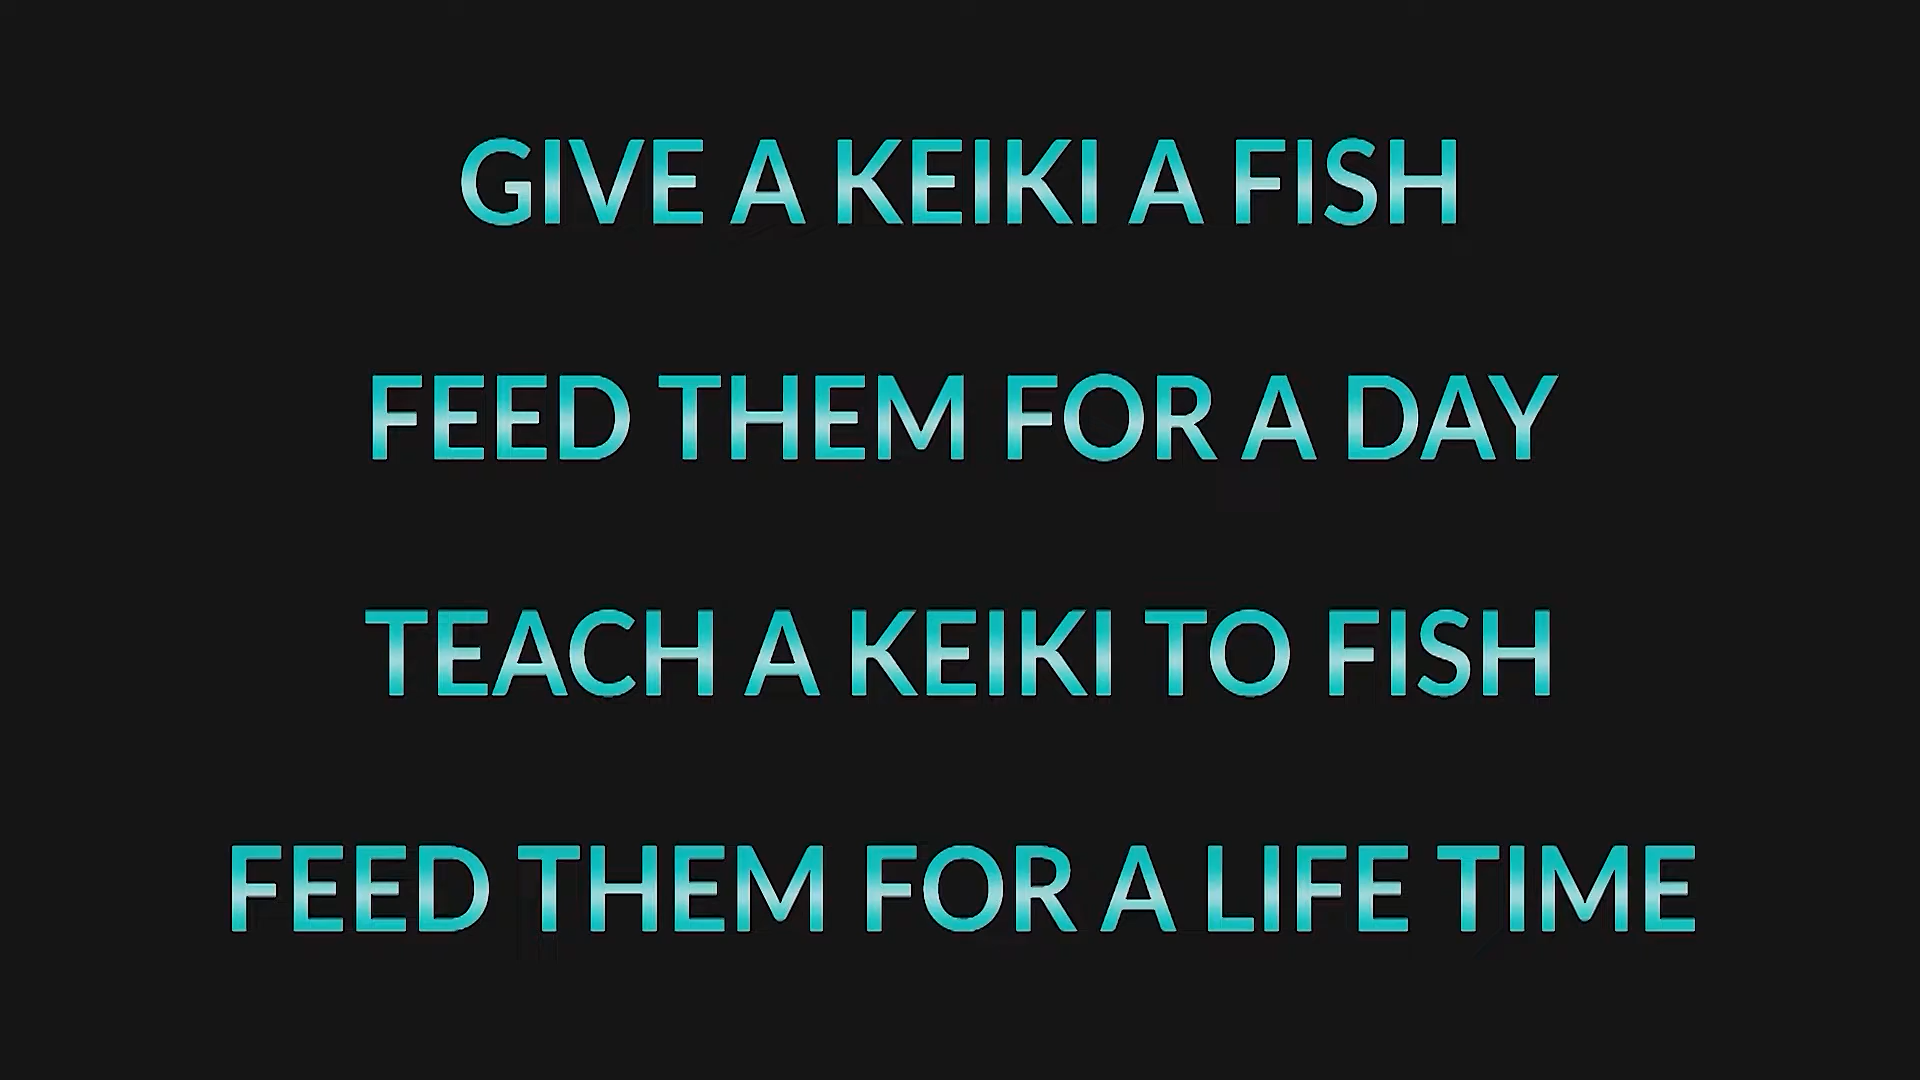 GIVE A KEIKI A FISH
FEED THEM FOR A DAY
TEACH A KEIKI TO FISH
FEED THEM FOR A LIFE TIME